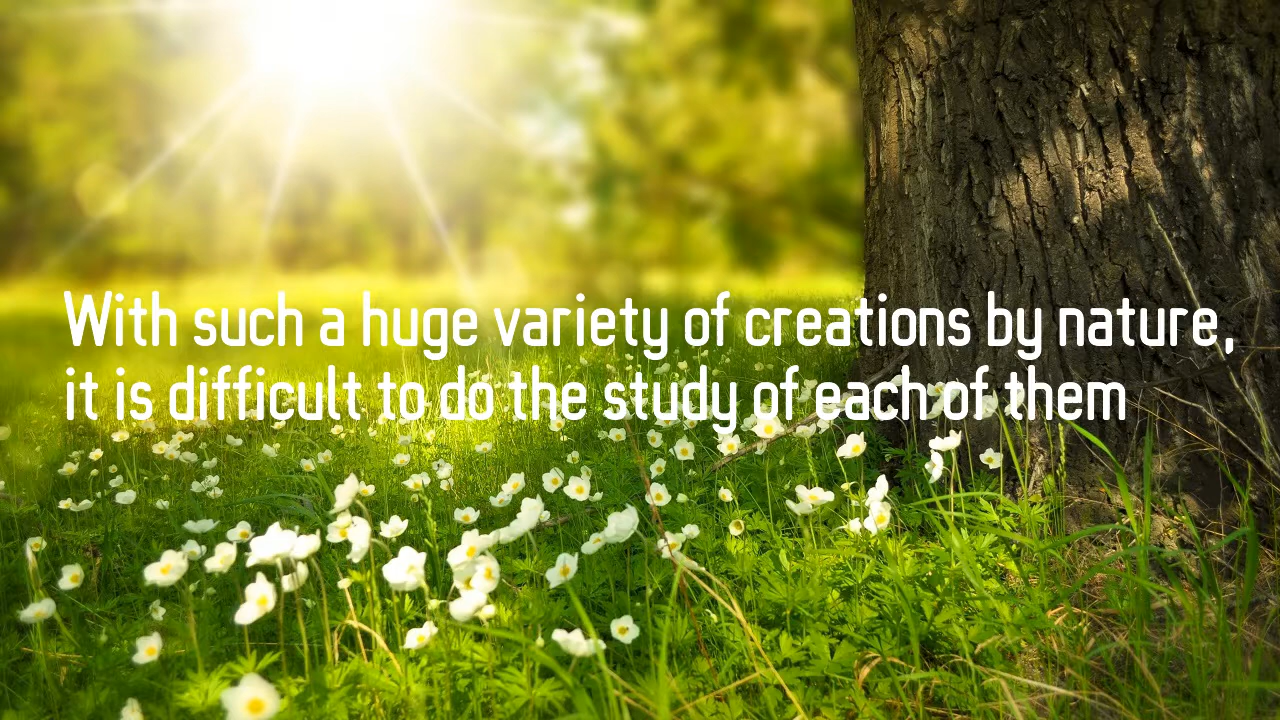 With such a huge variety of creations by nature,
it is difficult to do the study of each of them